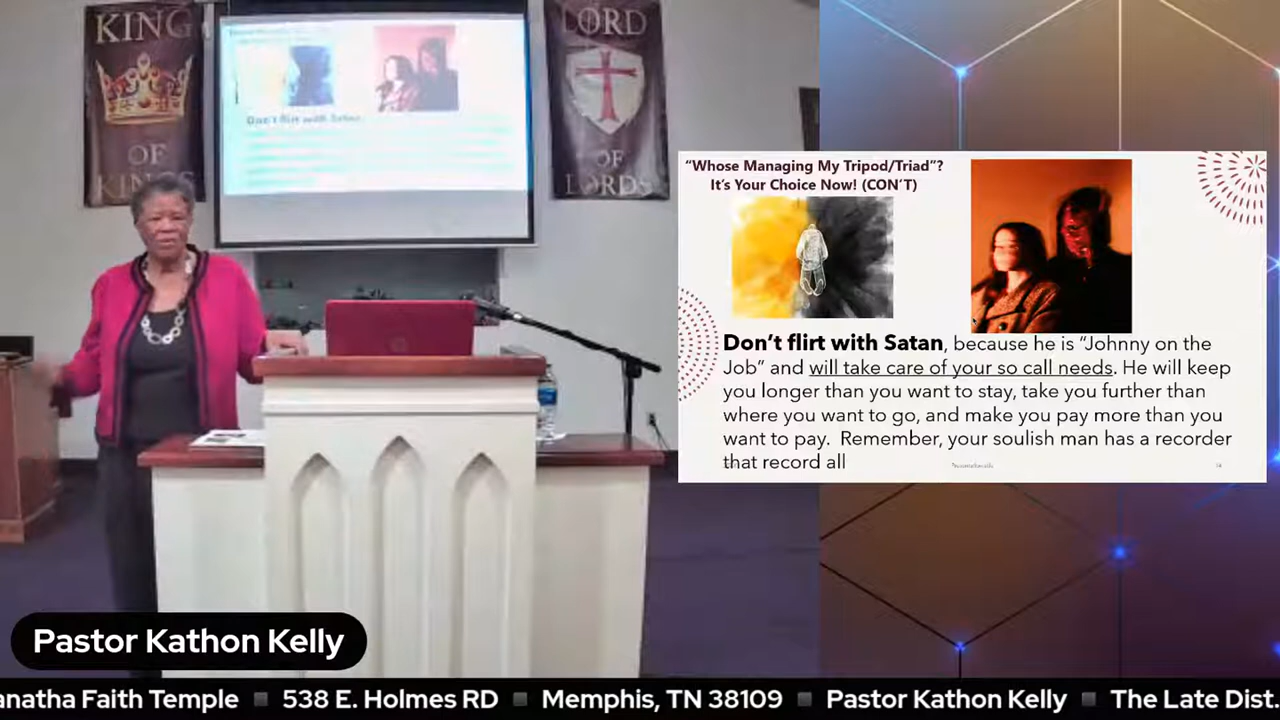 KING
OF
KINGS
LORD
OF
LORDS
Don't flirt with Satan
"Whose Managing My Tripod/Triad"?
It's Your Choice Now! (CON'T)
Don't flirt with Satan, because he is "Johnny on the
Job" and will take care of your so call needs. He will keep
you longer than you want to stay, take you further than
where you want to go, and make you pay more than you
want to pay. Remember, your soulish man has a recorder
that record all
Pastor Kathon Kelly
anatha Faith Temple ▪ 538 E. Holmes RD ▪ Memphis, TN 38109 ▪ Pastor Kathon Kelly ▪ The Late Dist.